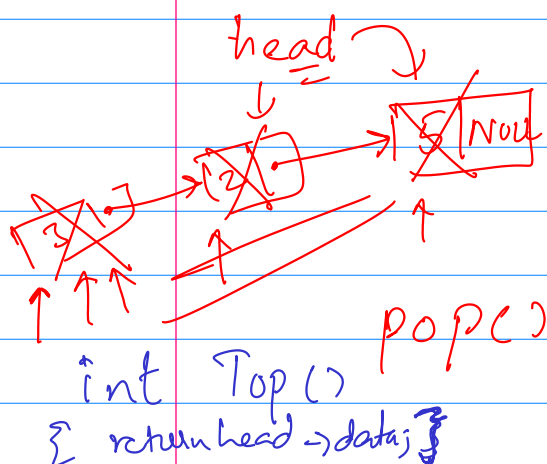 head
5 NULL
2
3
pop()
int Top()
{ return head->data; }